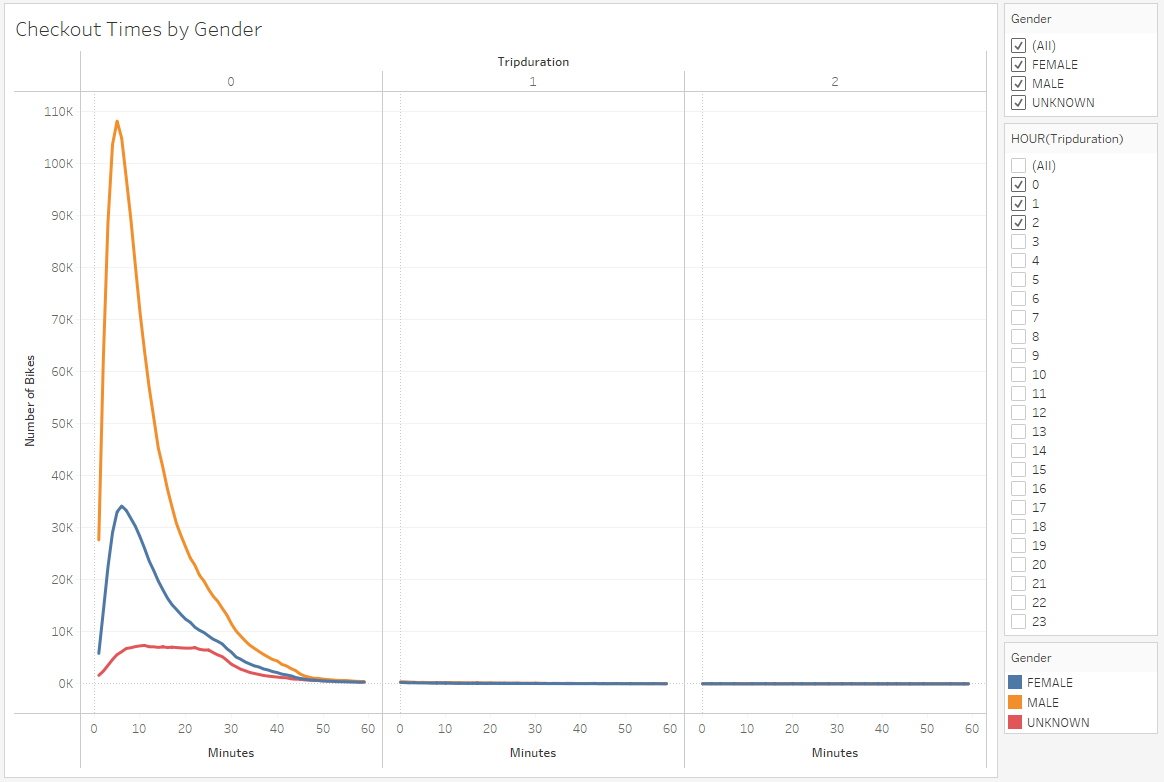 Checkout Times by Gender
Tripduration
0 1 2
110K
100K
90K
80K
70K
60K
50K
40K
30K
20K
10K
0K
Number of Bikes
0 10 20 30 40 50 60 0 10 20 30 40 50 60 0 10 20 30 40 50 60
Minutes Minutes Minutes
Gender
(All)
FEMALE
MALE
UNKNOWN
HOUR(Tripduration)
(All)
0
1
2
3
4
5
6
7
8
9
10
11
12
13
14
15
16
17
18
19
20
21
22
23
Gender
FEMALE
MALE
UNKNOWN